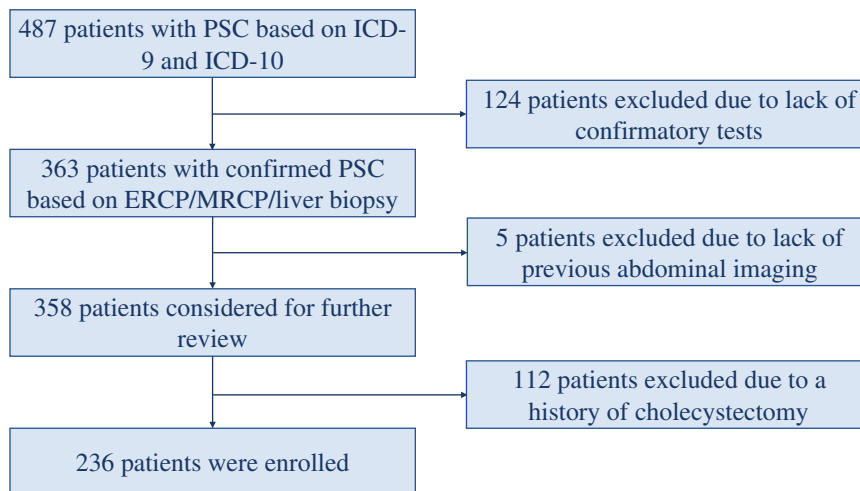 487 patients with PSC based on ICD-
9 and ICD-10
124 patients excluded due to lack of
confirmatory tests
363 patients with confirmed PSC
based on ERCP/MRCP/liver biopsy
5 patients excluded due to lack of
previous abdominal imaging
358 patients considered for further
review
112 patients excluded due to a
history of cholecystectomy
236 patients were enrolled